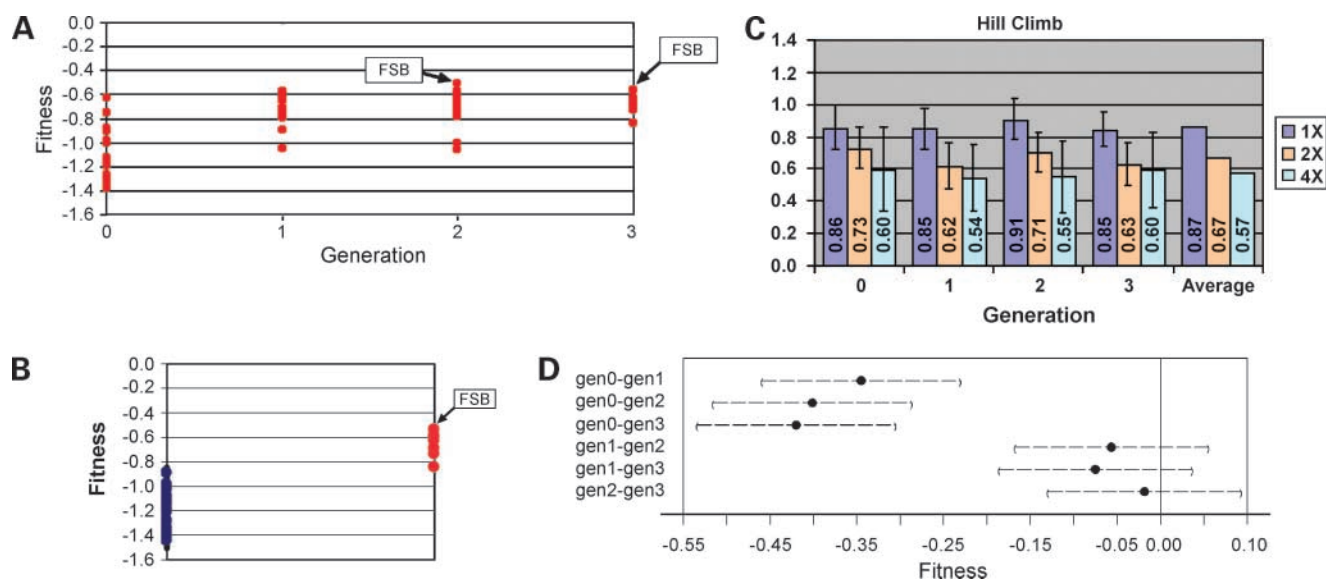 A
0.0
-0.2
-0.4
-0.6
-0.8
-1.0
-1.2
-1.4
-1.6
Fitness
FSB
FSB
0 1 2 3
Generation
B
0.0
-0.2
-0.4
-0.6
-0.8
-1.0
-1.2
-1.4
-1.6
Fitness
FSB
C
Hill Climb
1.4
1.2
1.0
0.8
0.6
0.4
0.2
0.0
0.86 0.73 0.60 0.85 0.62 0.54 0.91 0.71 0.55 0.85 0.63 0.60 0.87 0.67 0.57
0 1 2 3 Average
Generation
1X
2X
4X
D
gen0-gen1
gen0-gen2
gen0-gen3
gen1-gen2
gen1-gen3
gen2-gen3
-0.55 -0.45 -0.35 -0.25 -0.15 -0.05 0.00 0.10
Fitness